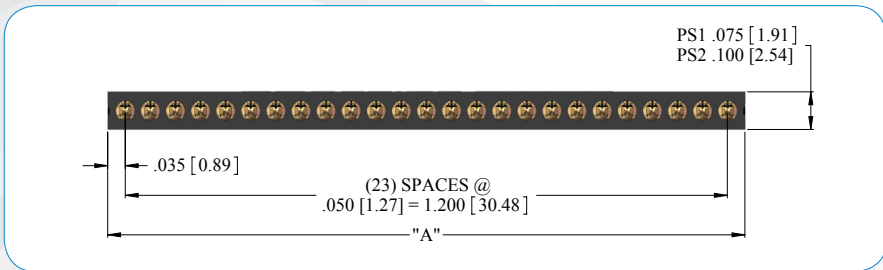 PS1 .075 [1.91]
PS2 .100 [2.54]
.035 [0.89]
(23) SPACES @
.050 [1.27] = 1.200 [30.48]
"A"